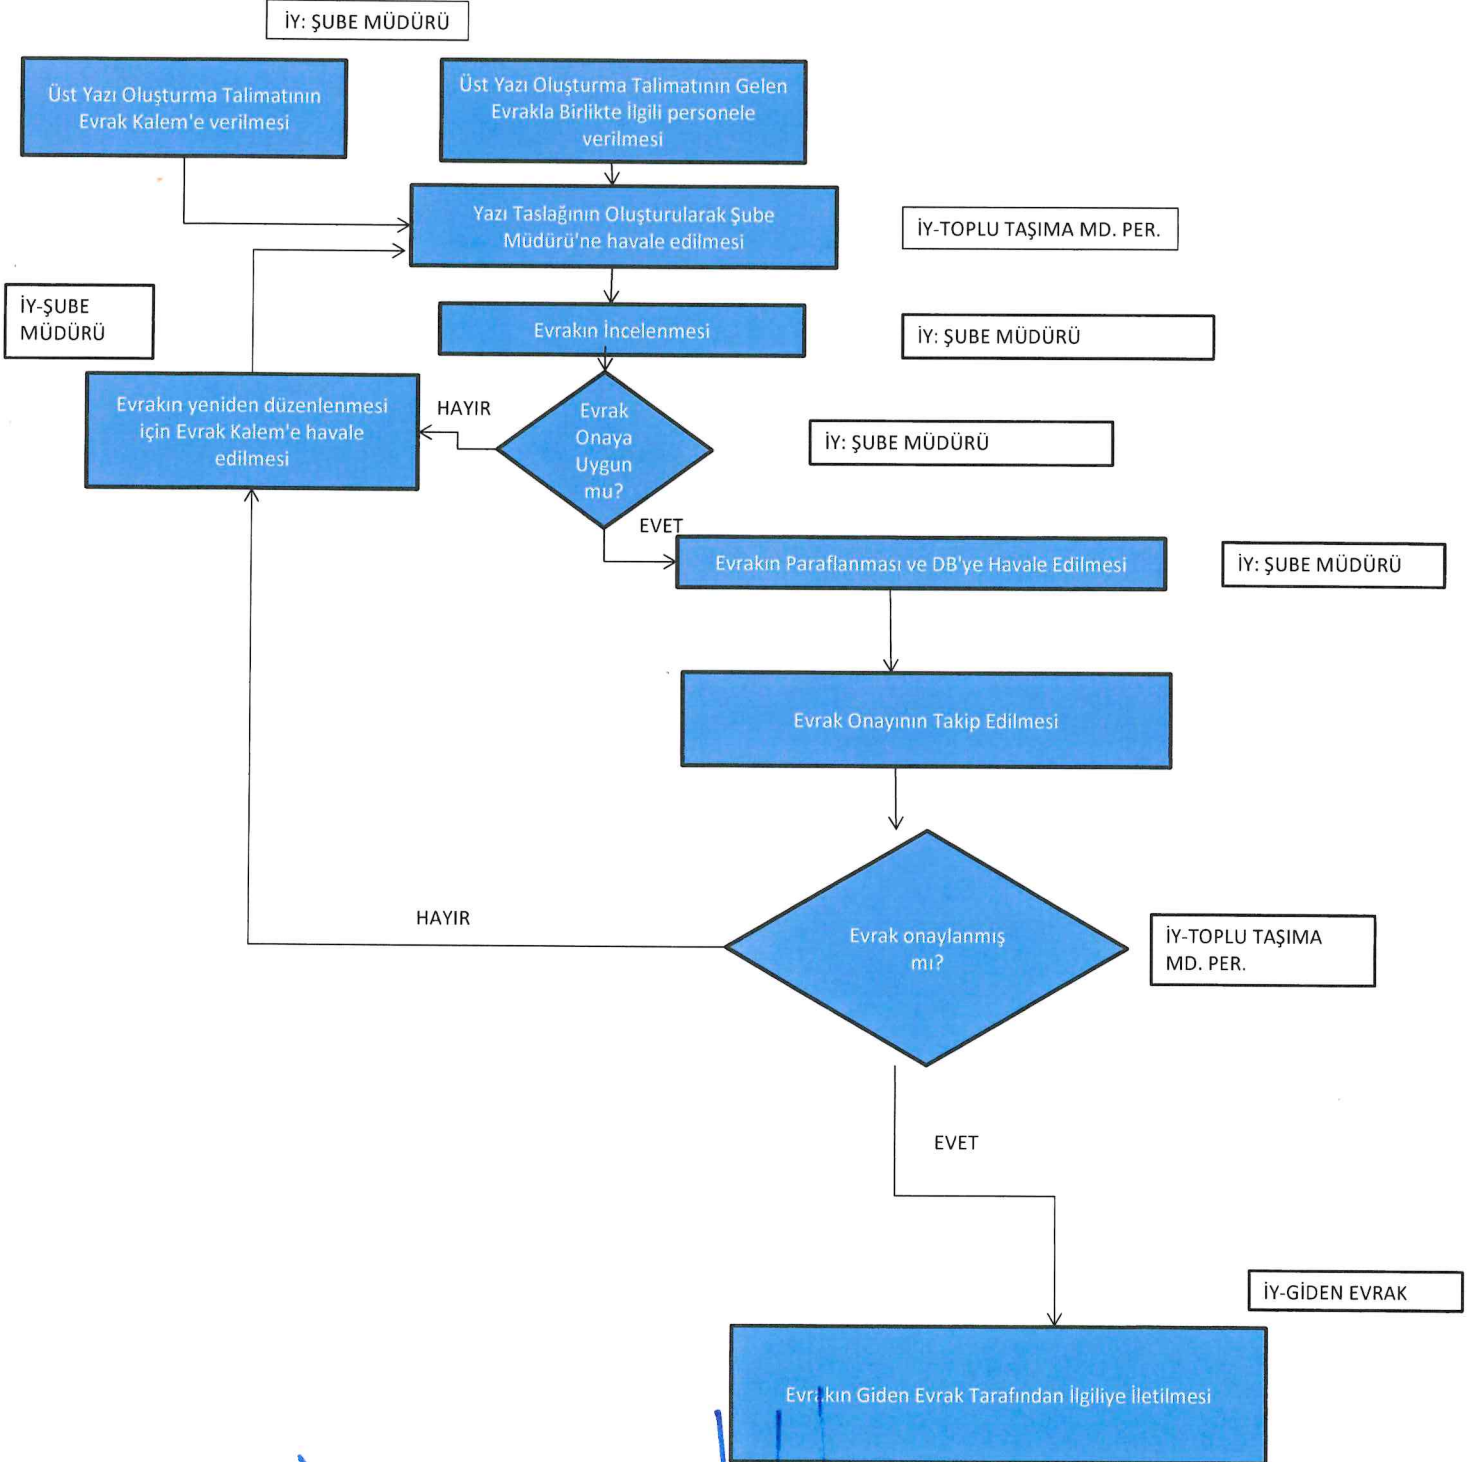 İY: ŞUBE MÜDÜRÜ
Üst Yazı Oluşturma Talimatının
Evrak Kalem'e verilmesi
Üst Yazı Oluşturma Talimatının Gelen
Evrakla Birlikte İlgili personele
verilmesi
Yazı Taslağının Oluşturularak Şube
Müdürü'ne havale edilmesi
İY-TOPLU TAŞIMA MD. PER.
İY-ŞUBE
MÜDÜRÜ
Evrakın İncelenmesi
İY: ŞUBE MÜDÜRÜ
Evrakın yeniden düzenlenmesi
için Evrak Kalem'e havale
edilmesi
HAYIR
Evrak
Onaya
Uygun
mu?
İY: ŞUBE MÜDÜRÜ
EVET
Evrakın Paraflanması ve DB'ye Havale Edilmesi
İY: ŞUBE MÜDÜRÜ
Evrak Onayının Takip Edilmesi
HAYIR
Evrak onaylanmış
mı?
İY-TOPLU TAŞIMA
MD. PER.
EVET
İY-GİDEN EVRAK
Evrakın Giden Evrak Tarafından İlgiliye İletilmesi